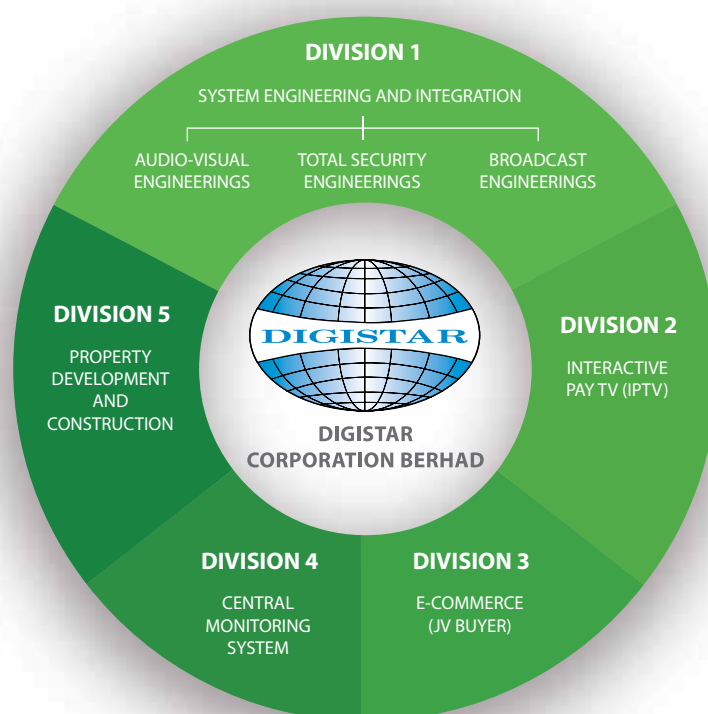 DIVISION 1
SYSTEM ENGINEERING AND INTEGRATION
AUDIO-VISUAL
ENGINEERINGS
TOTAL SECURITY
ENGINEERINGS
BROADCAST
ENGINEERINGS
DIVISION 2
INTERACTIVE
PAY TV (IPTV)
DIVISION 3
E-COMMERCE
(JV BUYER)
DIVISION 4
CENTRAL
MONITORING
SYSTEM
DIVISION 5
PROPERTY
DEVELOPMENT
AND
CONSTRUCTION
DIGISTAR
DIGISTAR
CORPORATION BERHAD